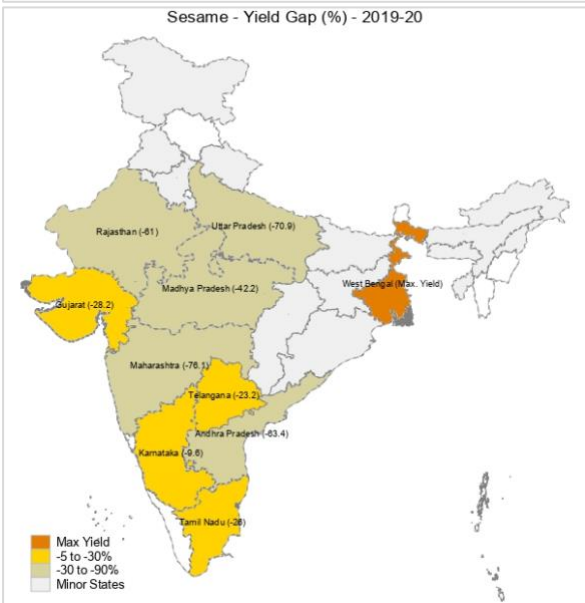 Sesame - Yield Gap (%) - 2019-20
Rajasthan (-61)
Uttar Pradesh (-70.9)
Madhya Pradesh (-42.2)
West Bengal (Max. Yield)
Gujarat (-28.2)
Maharashtra (-76.1)
Telangana (-23.2)
Andhra Pradesh (-63.4)
Karnataka (-9.6)
Tamil Nadu (-26)
Max Yield
-5 to -30%
-30 to -90%
Minor States